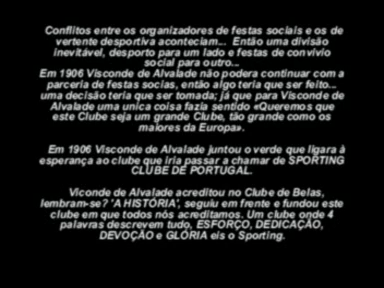 Conflitos entre os organizadores de festas sociais e os de
vertente desportiva aconteciam... Então uma divisão
inevitável, desporto para um lado e festas de convivio
social para outro...
Em 1906 Visconde de Alvalade não podera continuar com a
parceria de festas socias, então algo teria que ser feito...
uma decisão teria que ser tomada; já que para Visconde de
Alvalade uma unica coisa fazia sentido «Queremos que
este Clube seja um grande Clube, tão grande como os
maiores da Europa».
Em 1906 Visconde de Alvalade juntou o verde que ligara à
esperança ao clube que iria passar a chamar de SPORTING
CLUBE DE PORTUGAL.
Viconde de Alvalade acreditou no Clube de Belas,
lembram-se? 'A HISTÓRIA', seguiu em frente e fundou este
clube em que todos nós acreditamos. Um clube onde 4
palavras descrevem tudo, ESFORÇO, DEDICAÇÃO,
DEVOÇÃO e GLÓRIA eis o Sporting.